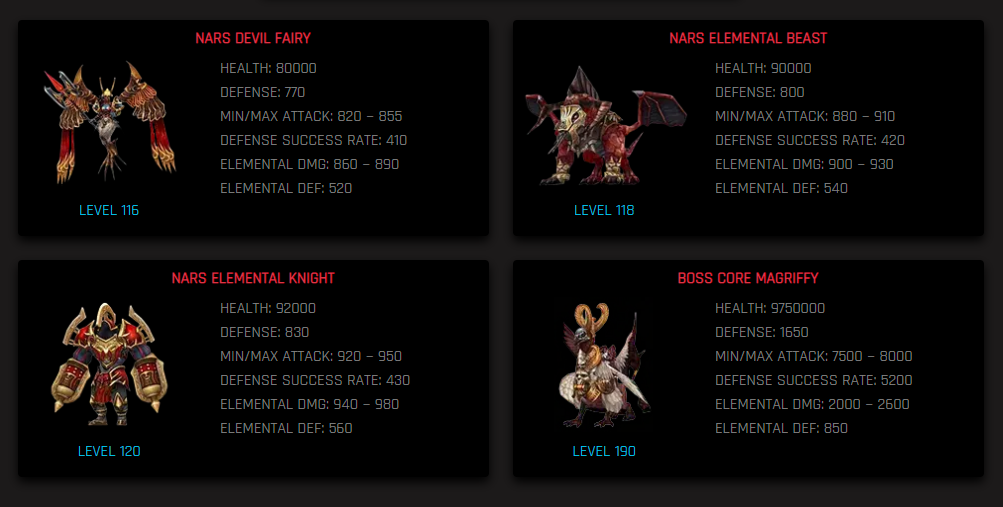 NARS DEVIL FAIRY
HEALTH: 80000
DEFENSE: 770
MIN/MAX ATTACK: 820 – 855
DEFENSE SUCCESS RATE: 410
ELEMENTAL DMG: 860 – 890
ELEMENTAL DEF: 520
LEVEL 116
NARS ELEMENTAL BEAST
HEALTH: 90000
DEFENSE: 800
MIN/MAX ATTACK: 880 – 910
DEFENSE SUCCESS RATE: 420
ELEMENTAL DMG: 900 – 930
ELEMENTAL DEF: 540
LEVEL 118
NARS ELEMENTAL KNIGHT
HEALTH: 92000
DEFENSE: 830
MIN/MAX ATTACK: 920 – 950
DEFENSE SUCCESS RATE: 430
ELEMENTAL DMG: 940 – 980
ELEMENTAL DEF: 560
LEVEL 120
BOSS CORE MAGRIFFY
HEALTH: 9750000
DEFENSE: 1650
MIN/MAX ATTACK: 7500 – 8000
DEFENSE SUCCESS RATE: 5200
ELEMENTAL DMG: 2000 – 2600
ELEMENTAL DEF: 850
LEVEL 190